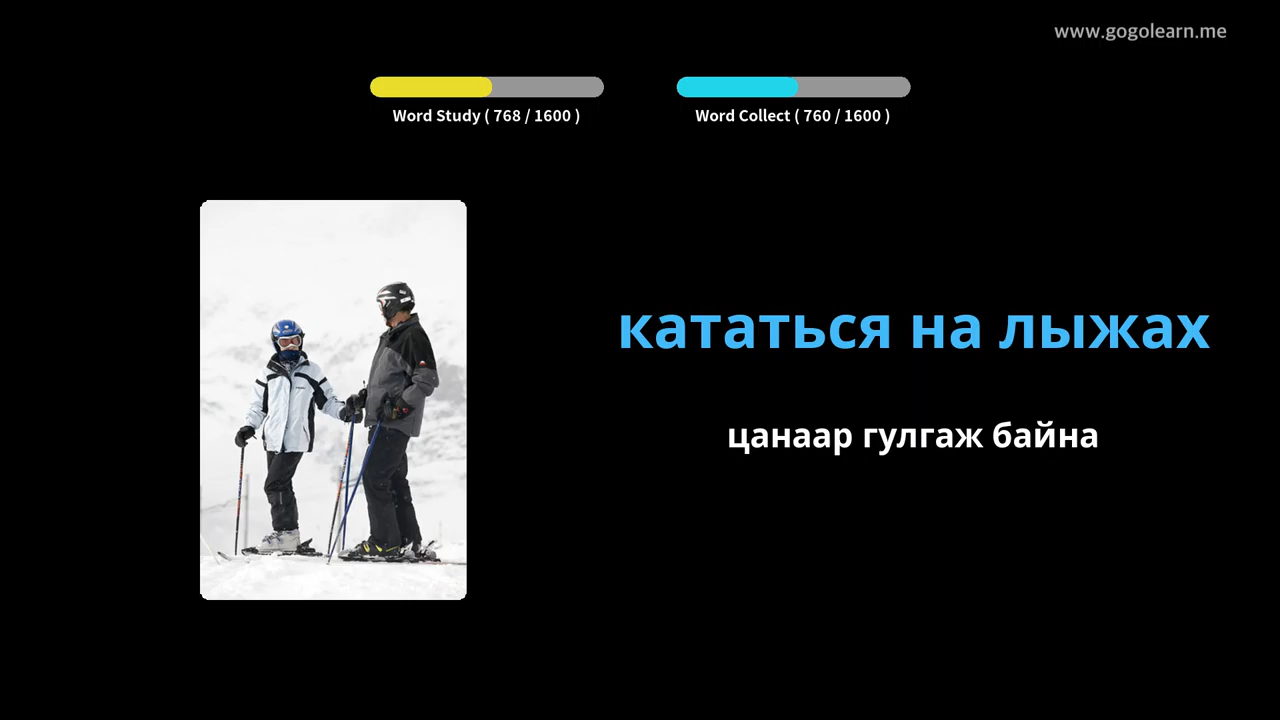 www.gogolearn.me
Word Study ( 768 / 1600 )
Word Collect ( 760 / 1600 )
кататься на лыжах
цанаар гулгаж байна